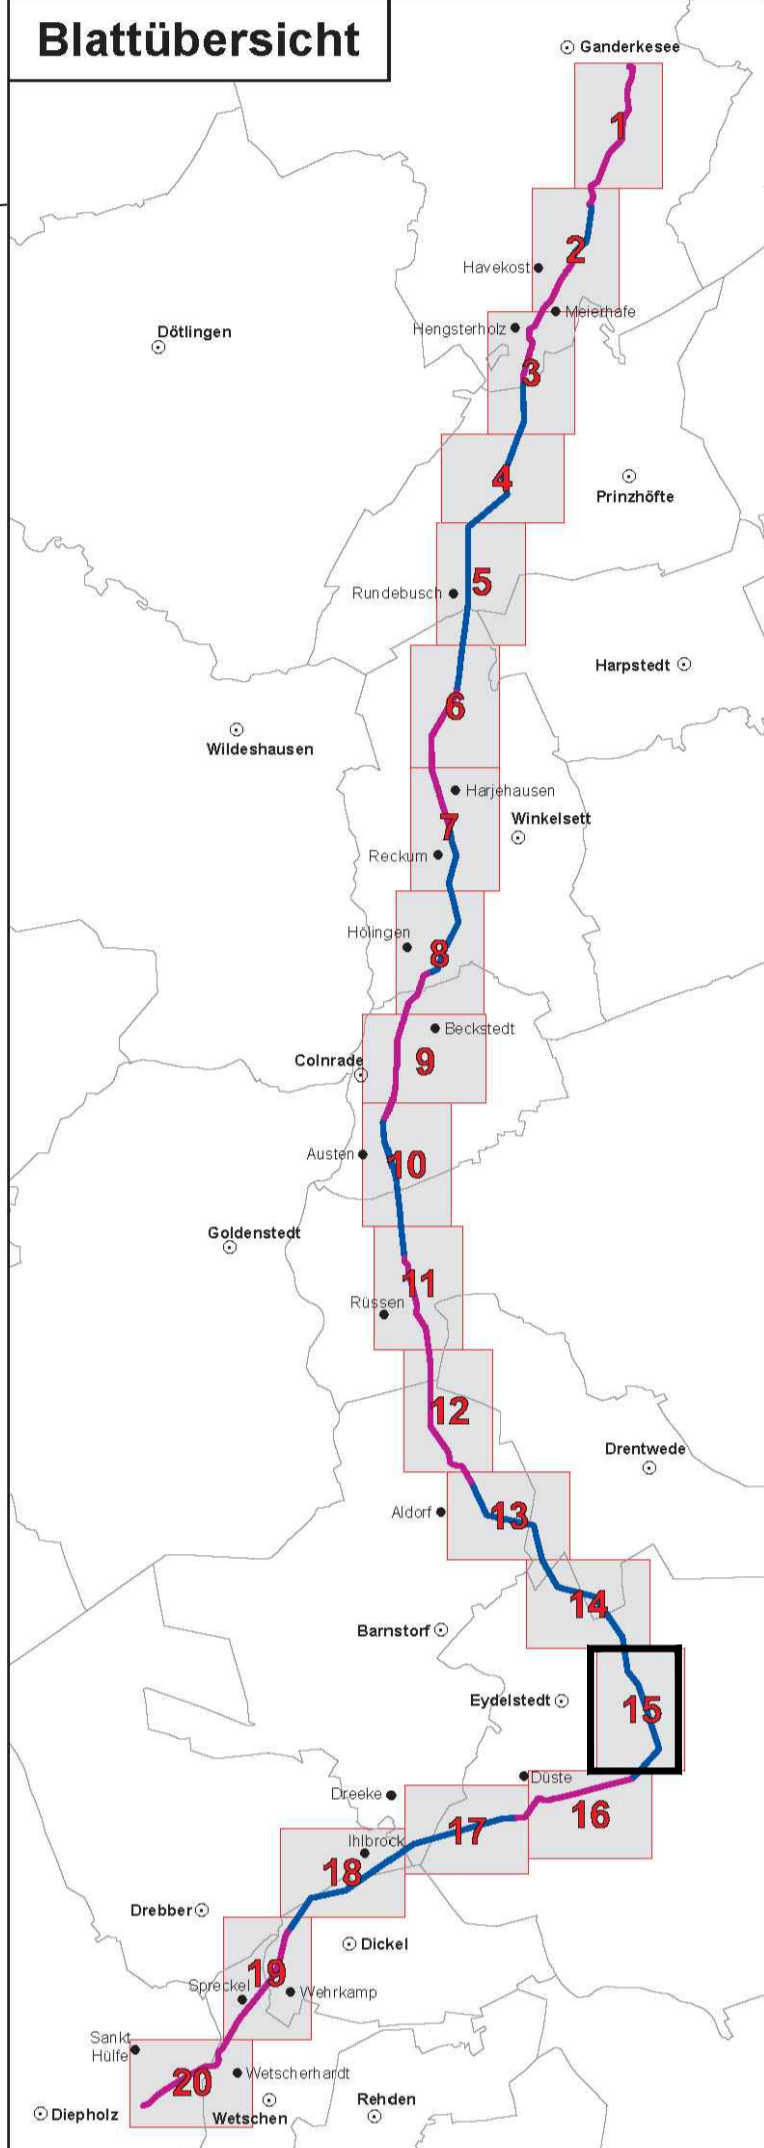 Blattübersicht
Ganderkesee
1
2
Havekost
Meierhafe
Hengsterholz
Dötlingen
3
4
Prinzhöfte
5
Rundebusch
Harpstedt
6
Wildeshausen
Harjehausen
Winkelsett
7
Reckum
Hölingen
8
Beckstedt
Colnrade
9
Austen
10
Goldenstedt
11
Rüssen
12
Drentwede
Aldorf
13
14
Barnstorf
Eydelstedt
15
Düste
Dreeke
16
17
Ihlbrock
18
Drebber
Dickel
19
Spreckel
Wehrkamp
Sankt
Hülfe
Wetscherhardt
20
Rehden
Diepholz
Wetschen